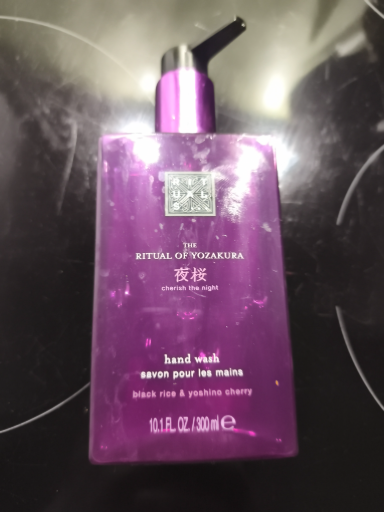 RITUALS
THE
RITUAL OF YOZAKURA
夜桜
cherish the night
hand wash
savon pour les mains
black rice & yoshino cherry
10.1 FL. OZ. / 300 ml e